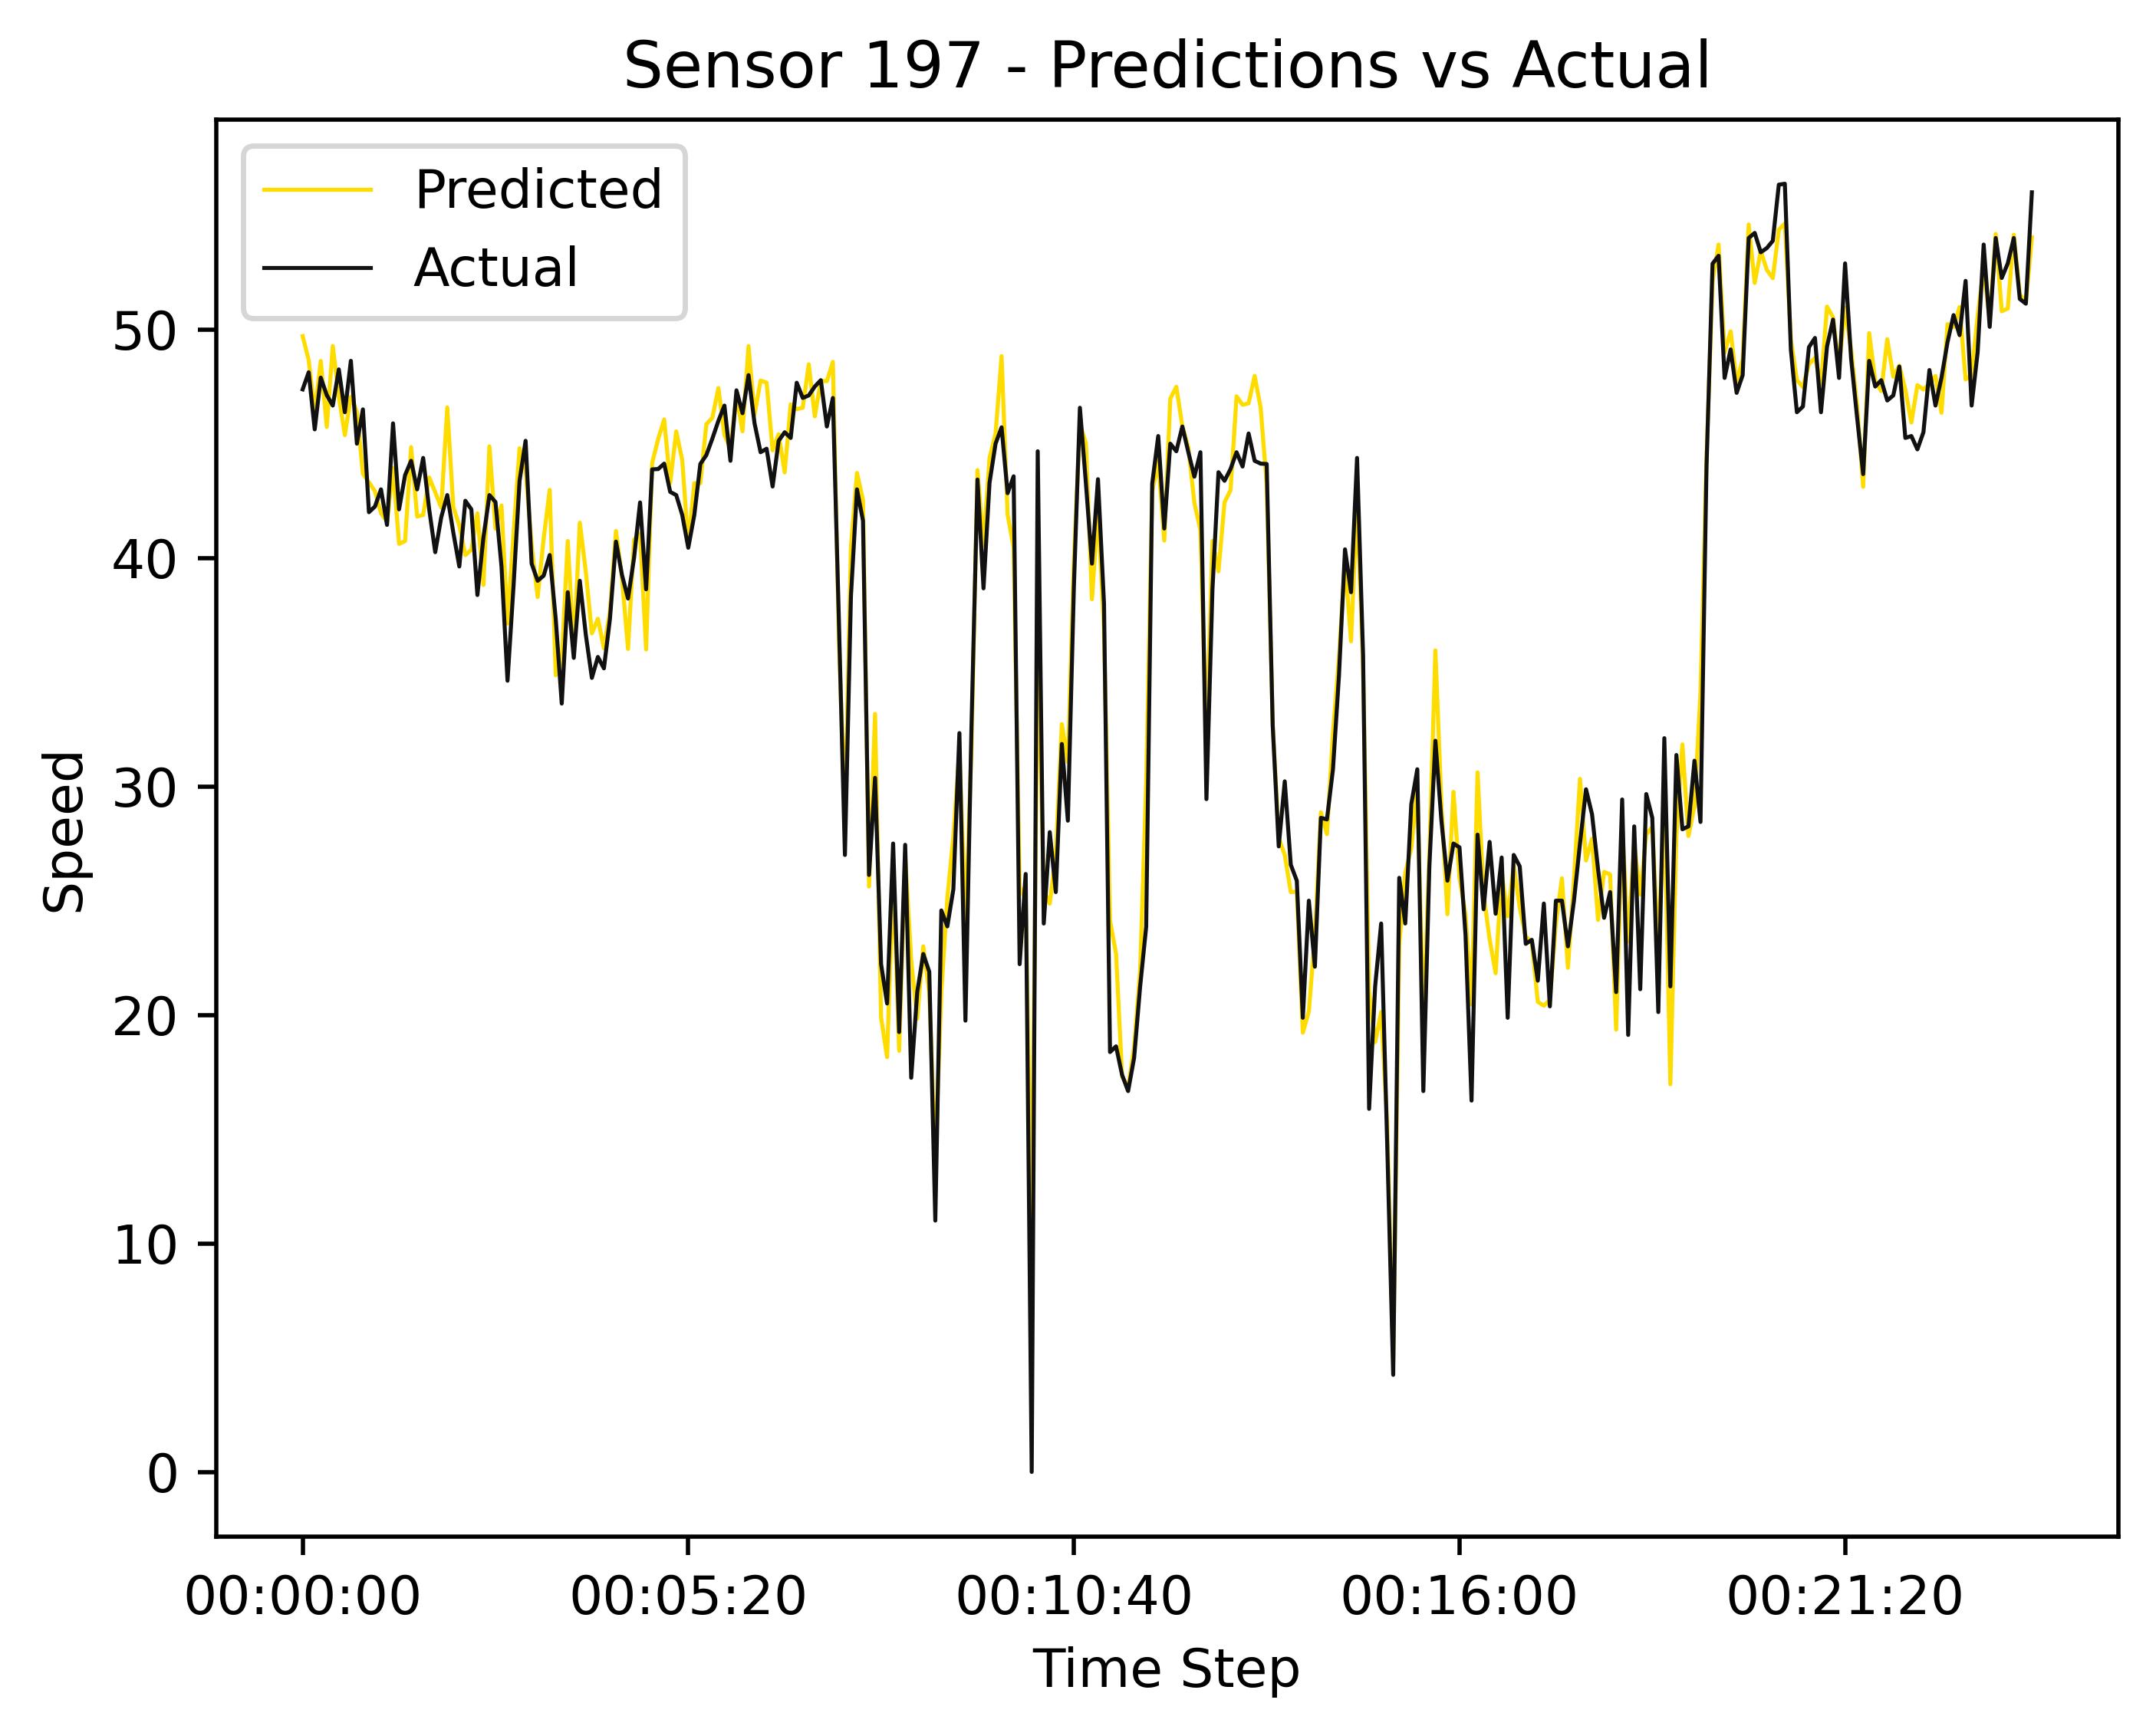 Sensor 197 - Predictions vs Actual
Predicted
Actual
50
40
30
20
10
0
Speed
00:00:00
00:05:20
00:10:40
00:16:00
00:21:20
Time Step